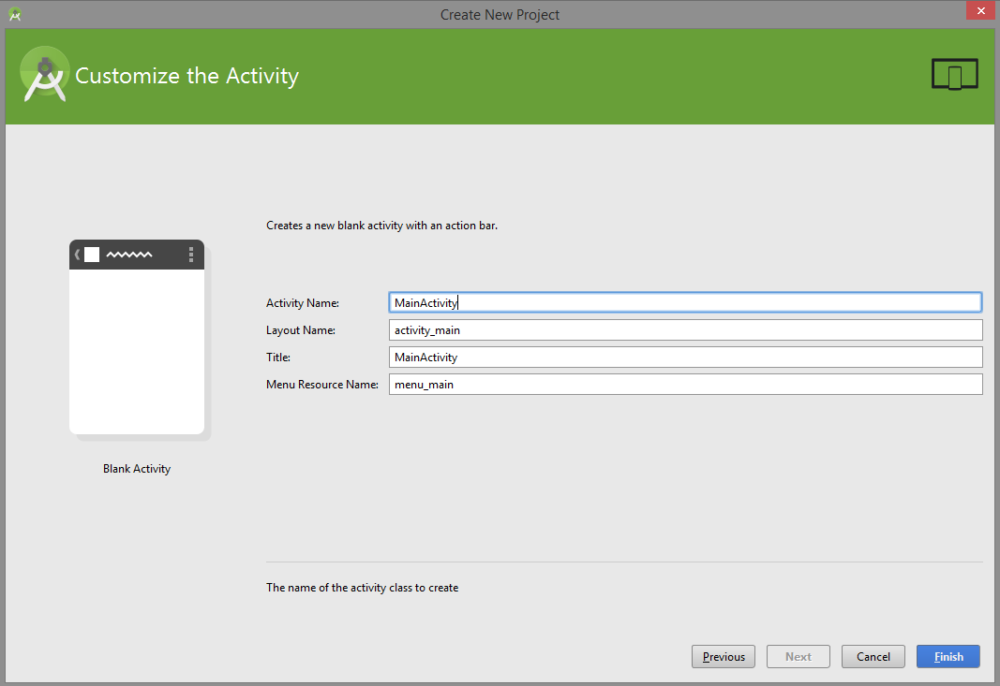 Create New Project
Customize the Activity
Creates a new blank activity with an action bar.
Activity Name: MainActivity
Layout Name: activity_main
Title: MainActivity
Menu Resource Name: menu_main
Blank Activity
The name of the activity class to create
Previous Next Cancel Finish